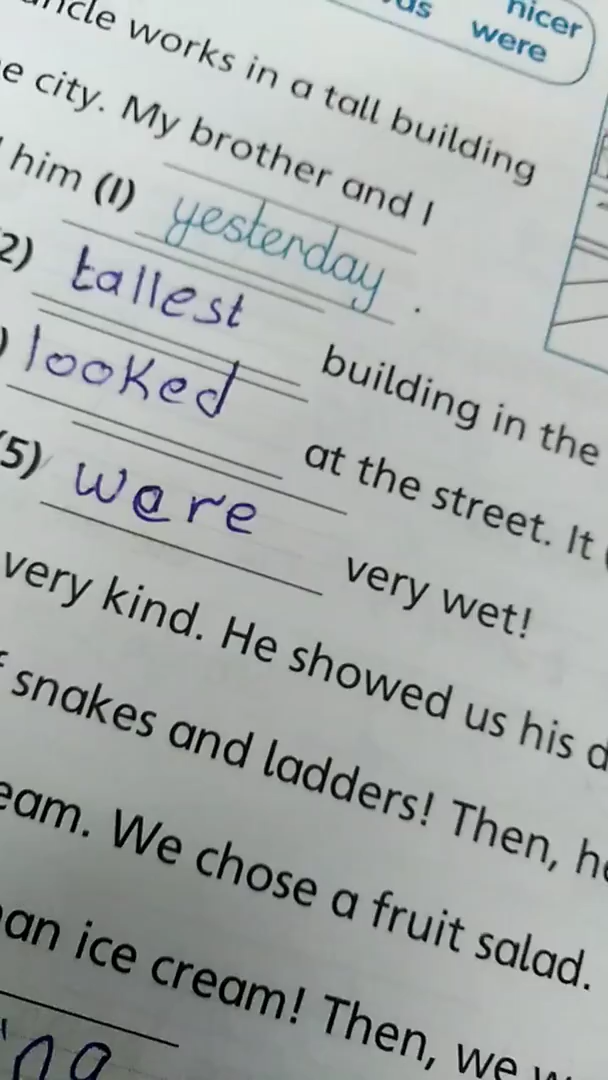 nicer
were
uncle works in a tall building
city. My brother and I
him (1) yesterday.
(2) tallest building in the
looked at the street. It
(5) were very wet!
very kind. He showed us his
snakes and ladders! Then, he
We chose a fruit salad.
an ice cream! Then, we